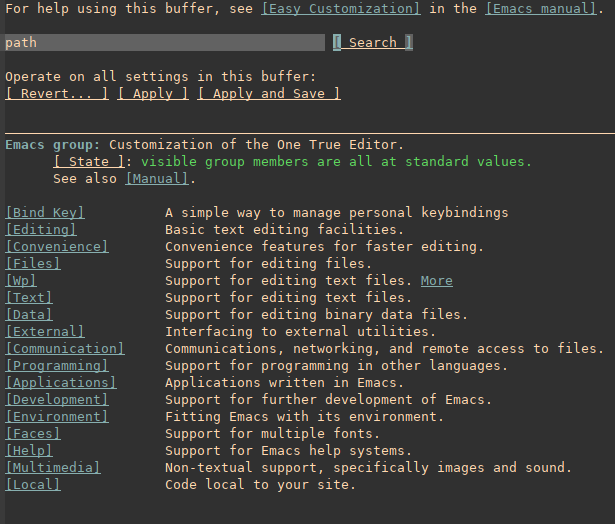 For help using this buffer, see [Easy Customization] in the [Emacs manual].
path [ Search ]
Operate on all settings in this buffer:
[ Revert... ] [ Apply ] [ Apply and Save ]
Emacs group: Customization of the One True Editor.
[ State ]: visible group members are all at standard values.
See also [Manual].
[Bind Key] A simple way to manage personal keybindings
[Editing] Basic text editing facilities.
[Convenience] Convenience features for faster editing.
[Files] Support for editing files.
[Wp] Support for editing text files. More
[Text] Support for editing text files.
[Data] Support for editing binary data files.
[External] Interfacing to external utilities.
[Communication] Communications, networking, and remote access to files.
[Programming] Support for programming in other languages.
[Applications] Applications written in Emacs.
[Development] Support for further development of Emacs.
[Environment] Fitting Emacs with its environment.
[Faces] Support for multiple fonts.
[Help] Support for Emacs help systems.
[Multimedia] Non-textual support, specifically images and sound.
[Local] Code local to your site.